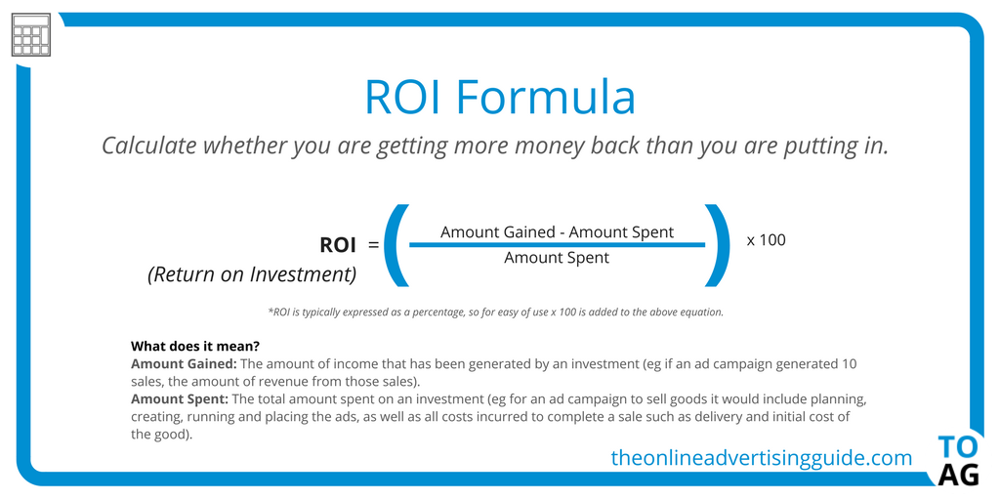 ROI Formula
Calculate whether you are getting more money back than you are putting in.
ROI = ( Amount Gained - Amount Spent
Amount Spent ) x 100
(Return on Investment)
*ROI is typically expressed as a percentage, so for easy of use x 100 is added to the above equation.
What does it mean?
Amount Gained: The amount of income that has been generated by an investment (eg if an ad campaign generated 10
sales, the amount of revenue from those sales).
Amount Spent: The total amount spent on an investment (eg for an ad campaign to sell goods it would include planning,
creating, running and placing the ads, as well as all costs incurred to complete a sale such as delivery and initial cost of
the good).
theonlineadvertisingguide.com
TO
AG